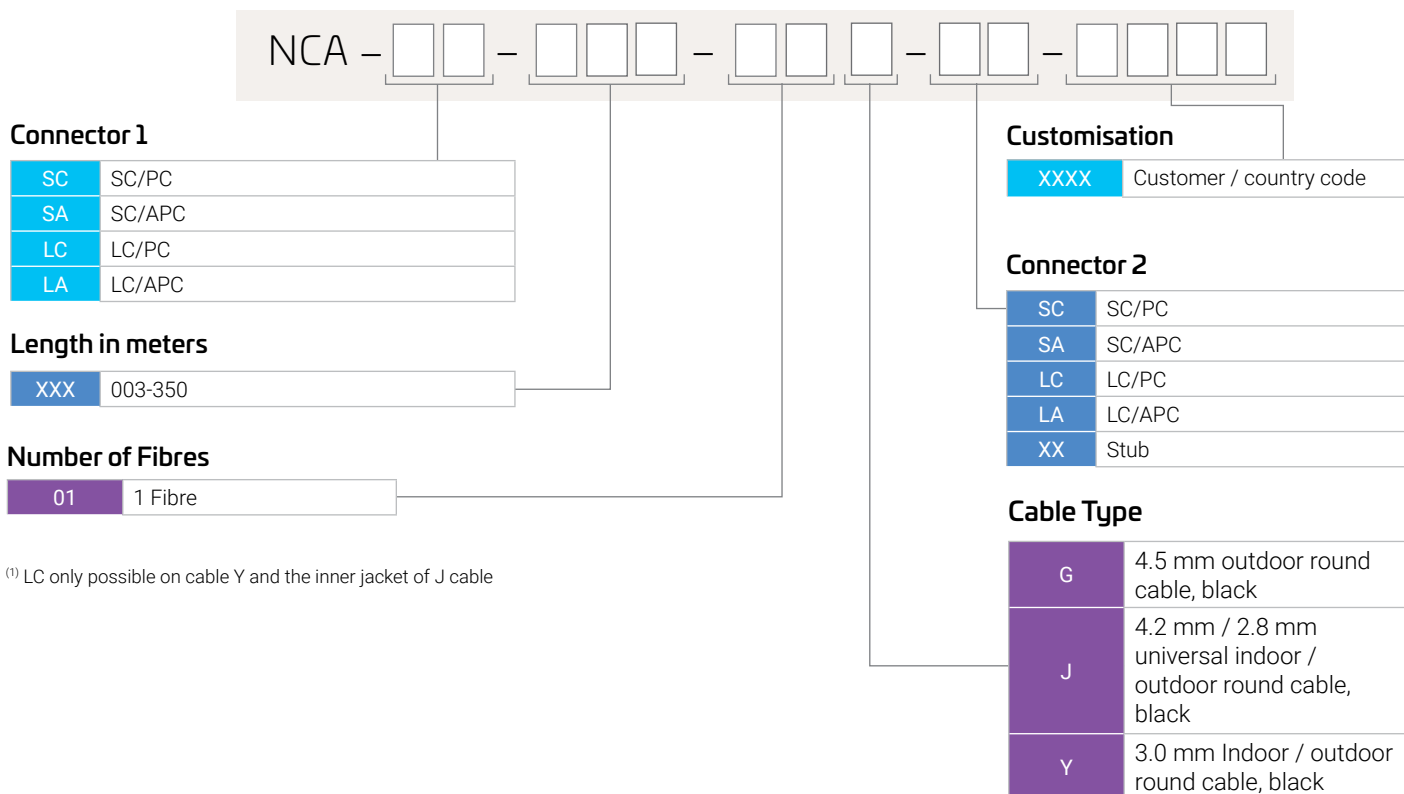 NCA – – – – –
Connector 1
SC SC/PC
SA SC/APC
LC LC/PC
LA LC/APC
Length in meters
XXX 003-350
Number of Fibres
01 1 Fibre
(1) LC only possible on cable Y and the inner jacket of J cable
Customisation
XXXX Customer / country code
Connector 2
SC SC/PC
SA SC/APC
LC LC/PC
LA LC/APC
XX Stub
Cable Type
G 4.5 mm outdoor round
cable, black
4.2 mm / 2.8 mm
universal indoor /
J outdoor round cable,
black
Y 3.0 mm Indoor / outdoor
round cable, black